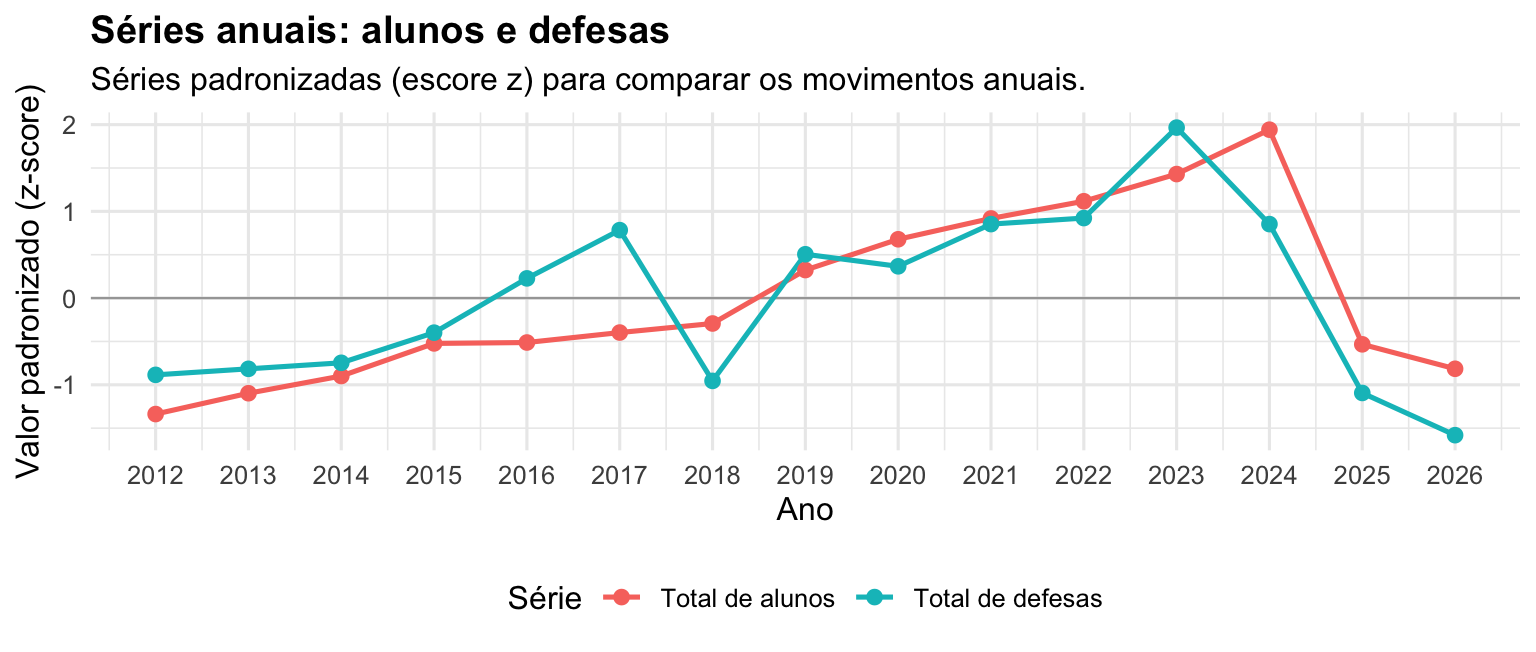 Séries anuais: alunos e defesas
Séries padronizadas (escore z) para comparar os movimentos anuais.
Valor padronizado (z-score)
2
1
0
-1
2012 2013 2014 2015 2016 2017 2018 2019 2020 2021 2022 2023 2024 2025 2026
Ano
Série Total de alunos Total de defesas